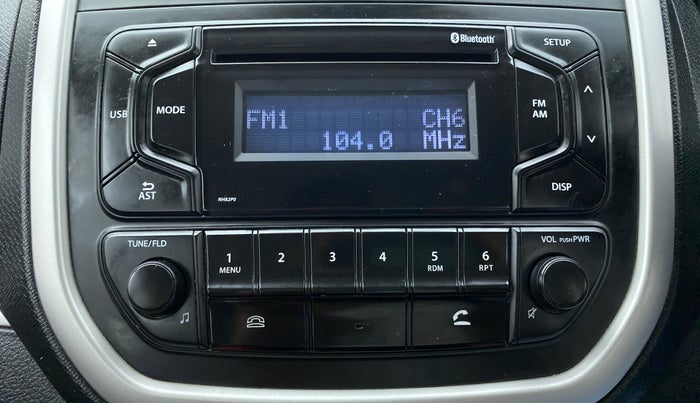 Bluetooth
SETUP
USB
MODE
FM
AM
FM1 CH6
104.0 MHz
AST
NH62P0
DISP
TUNE/FLD
VOL PUSH PWR
1 2 3 4 5 6
MENU RDM RPT